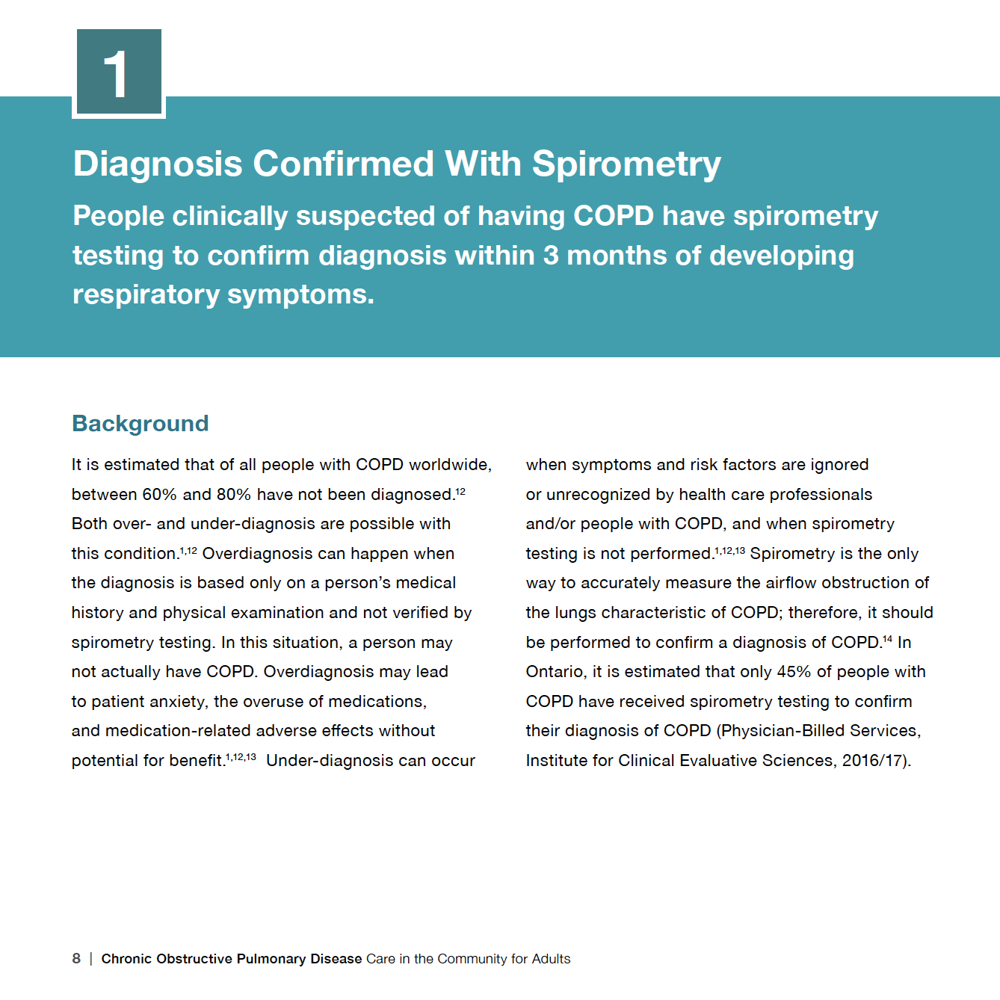 1
Diagnosis Confirmed With Spirometry
People clinically suspected of having COPD have spirometry
testing to confirm diagnosis within 3 months of developing
respiratory symptoms.
Background
It is estimated that of all people with COPD worldwide,
between 60% and 80% have not been diagnosed.12
Both over- and under-diagnosis are possible with
this condition.1,12 Overdiagnosis can happen when
the diagnosis is based only on a person’s medical
history and physical examination and not verified by
spirometry testing. In this situation, a person may
not actually have COPD. Overdiagnosis may lead
to patient anxiety, the overuse of medications,
and medication-related adverse effects without
potential for benefit.1,12,13 Under-diagnosis can occur
when symptoms and risk factors are ignored
or unrecognized by health care professionals
and/or people with COPD, and when spirometry
testing is not performed.1,12,13 Spirometry is the only
way to accurately measure the airflow obstruction of
the lungs characteristic of COPD; therefore, it should
be performed to confirm a diagnosis of COPD.14 In
Ontario, it is estimated that only 45% of people with
COPD have received spirometry testing to confirm
their diagnosis of COPD (Physician-Billed Services,
Institute for Clinical Evaluative Sciences, 2016/17).
8 | Chronic Obstructive Pulmonary Disease Care in the Community for Adults